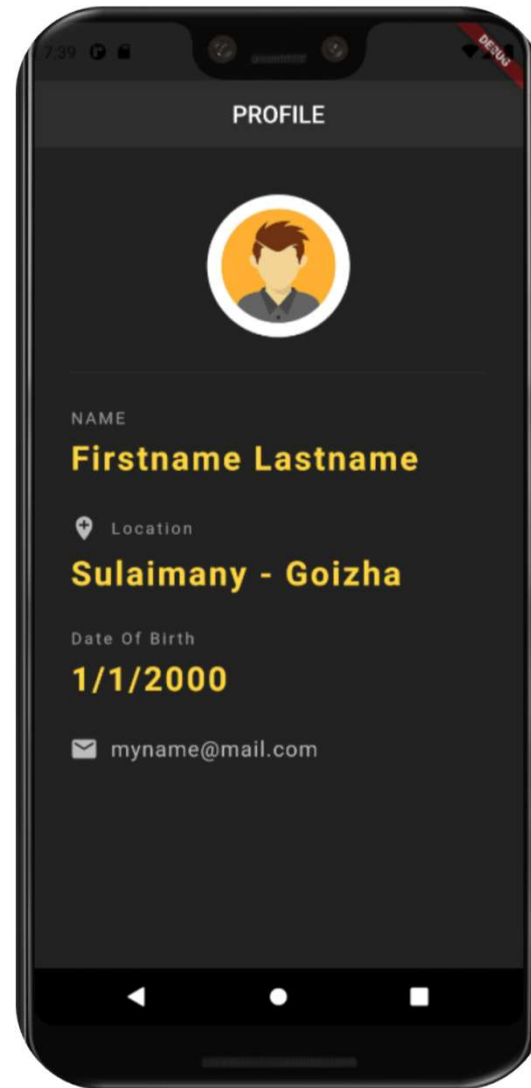 7:39
DEBUG
PROFILE
NAME
Firstname Lastname
Location
Sulaimany - Goizha
Date Of Birth
1/1/2000
myname@mail.com